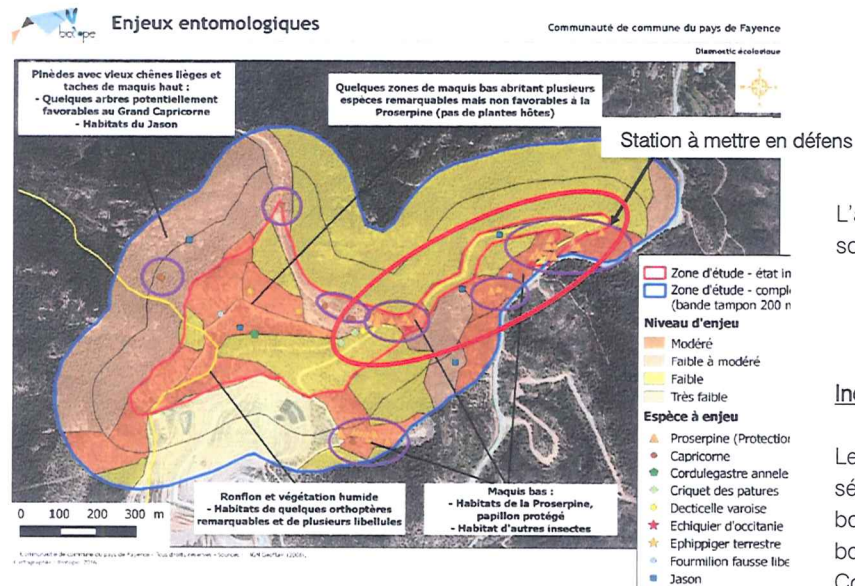 biotope
Enjeux entomologiques
Communauté de commune du pays de Fayence
Diagnostic écologique
Pinèdes avec vieux chênes lièges et
taches de maquis haut :
- Quelques arbres potentiellement
favorables au Grand Capricorne
- Habitats du Jason
Quelques zones de maquis bas abritant plusieurs
espèces remarquables mais non favorables à la
Proserpine (pas de plantes hôtes)
Station à mettre en défens
L'a
so
Zone d'étude - état in
Zone d'étude - comple
(bande tampon 200 m
Niveau d'enjeu
Modéré
Faible à modéré
Faible
Très faible
Espèce à enjeu
Proserpine (Protection
Capricorne
Cordulegastre annele
Criquet des patures
Decticelle varoise
Echiquier d'occitanie
Ephippiger terrestre
Fourmilion fausse libe
Jason
Le
sé
bo
bo
Co
Ronflon et végétation humide
- Habitats de quelques orthoptères
remarquables et de plusieurs libellules
Maquis bas :
- Habitats de la Proserpine,
papillon protégé
- Habitat d'autres insectes
0 100 200 300 m